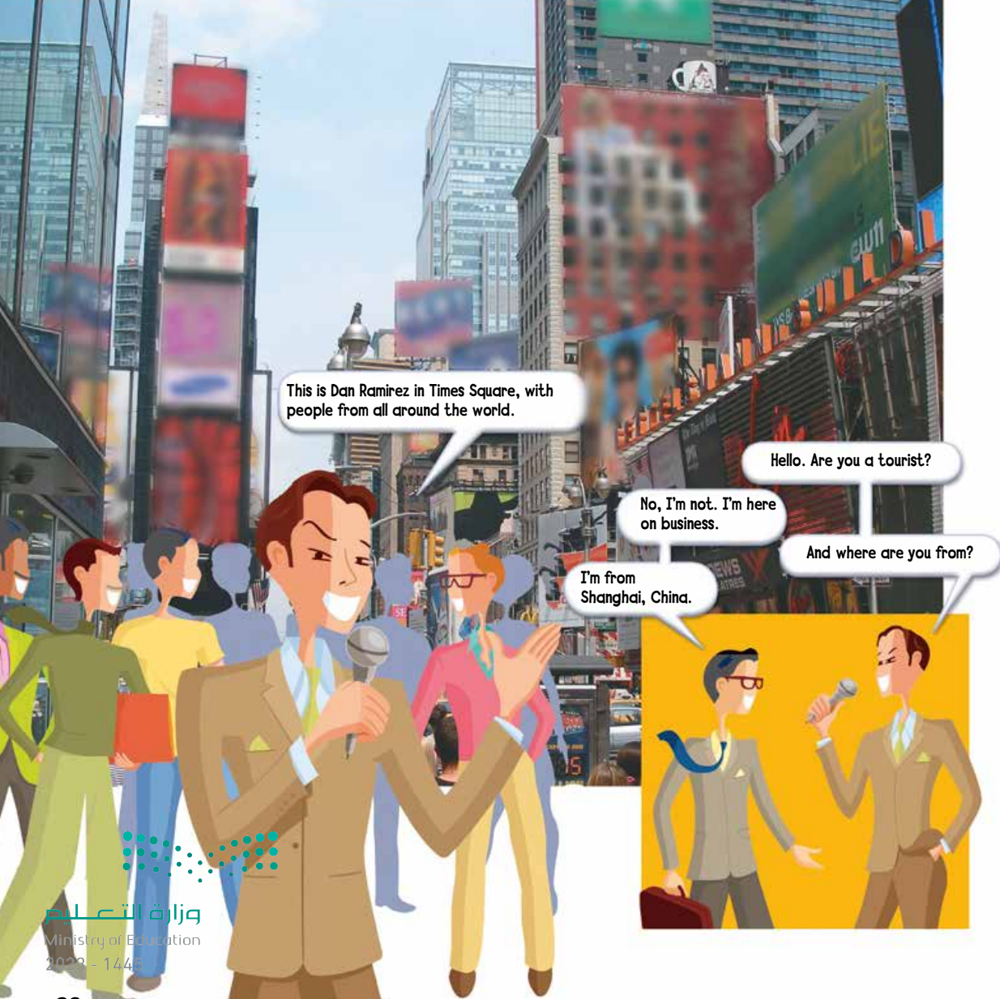 This is Dan Ramirez in Times Square, with
people from all around the world.
Hello. Are you a tourist?
No, I'm not. I'm here
on business.
And where are you from?
I'm from
Shanghai, China.
وزارة التعليم
Ministry of Education
2023 - 1445